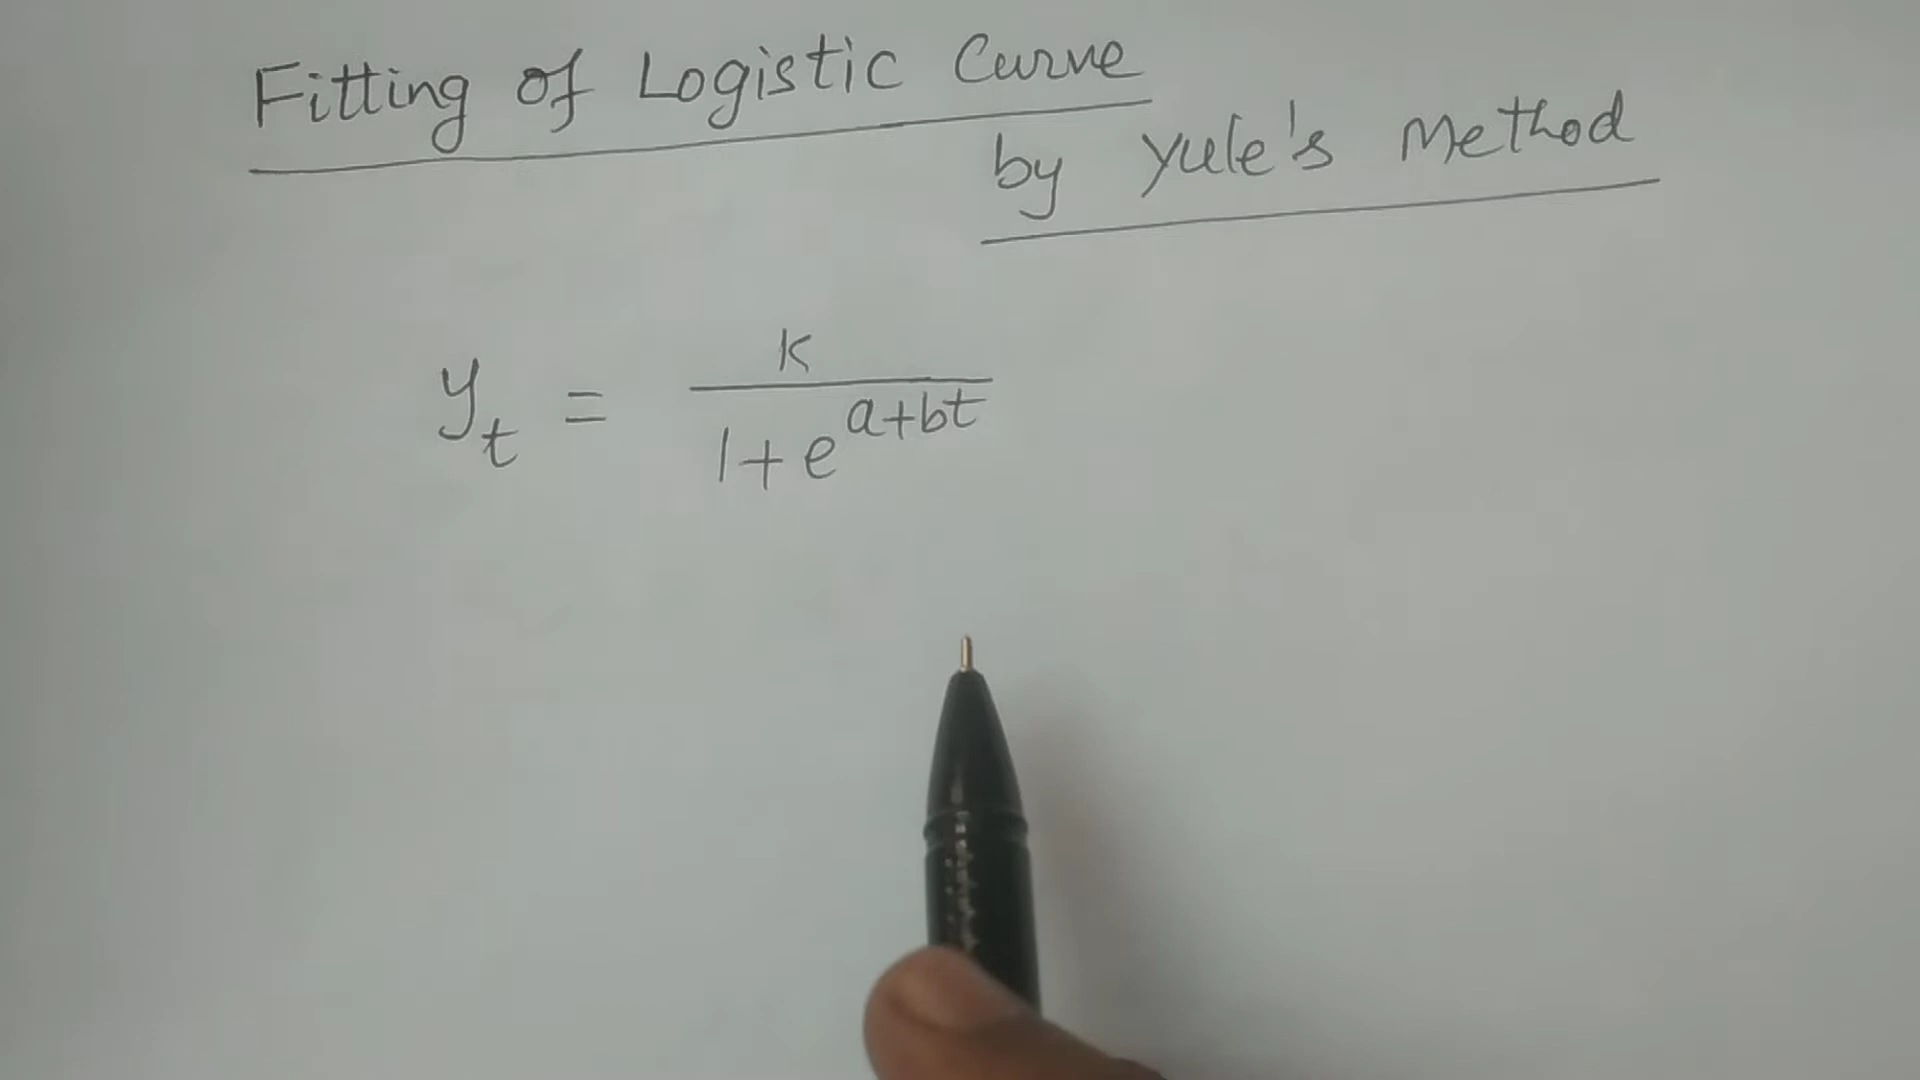 Fitting of Logistic Curve
by Yule's Method
y_t = k / (1 + e^(a+bt))